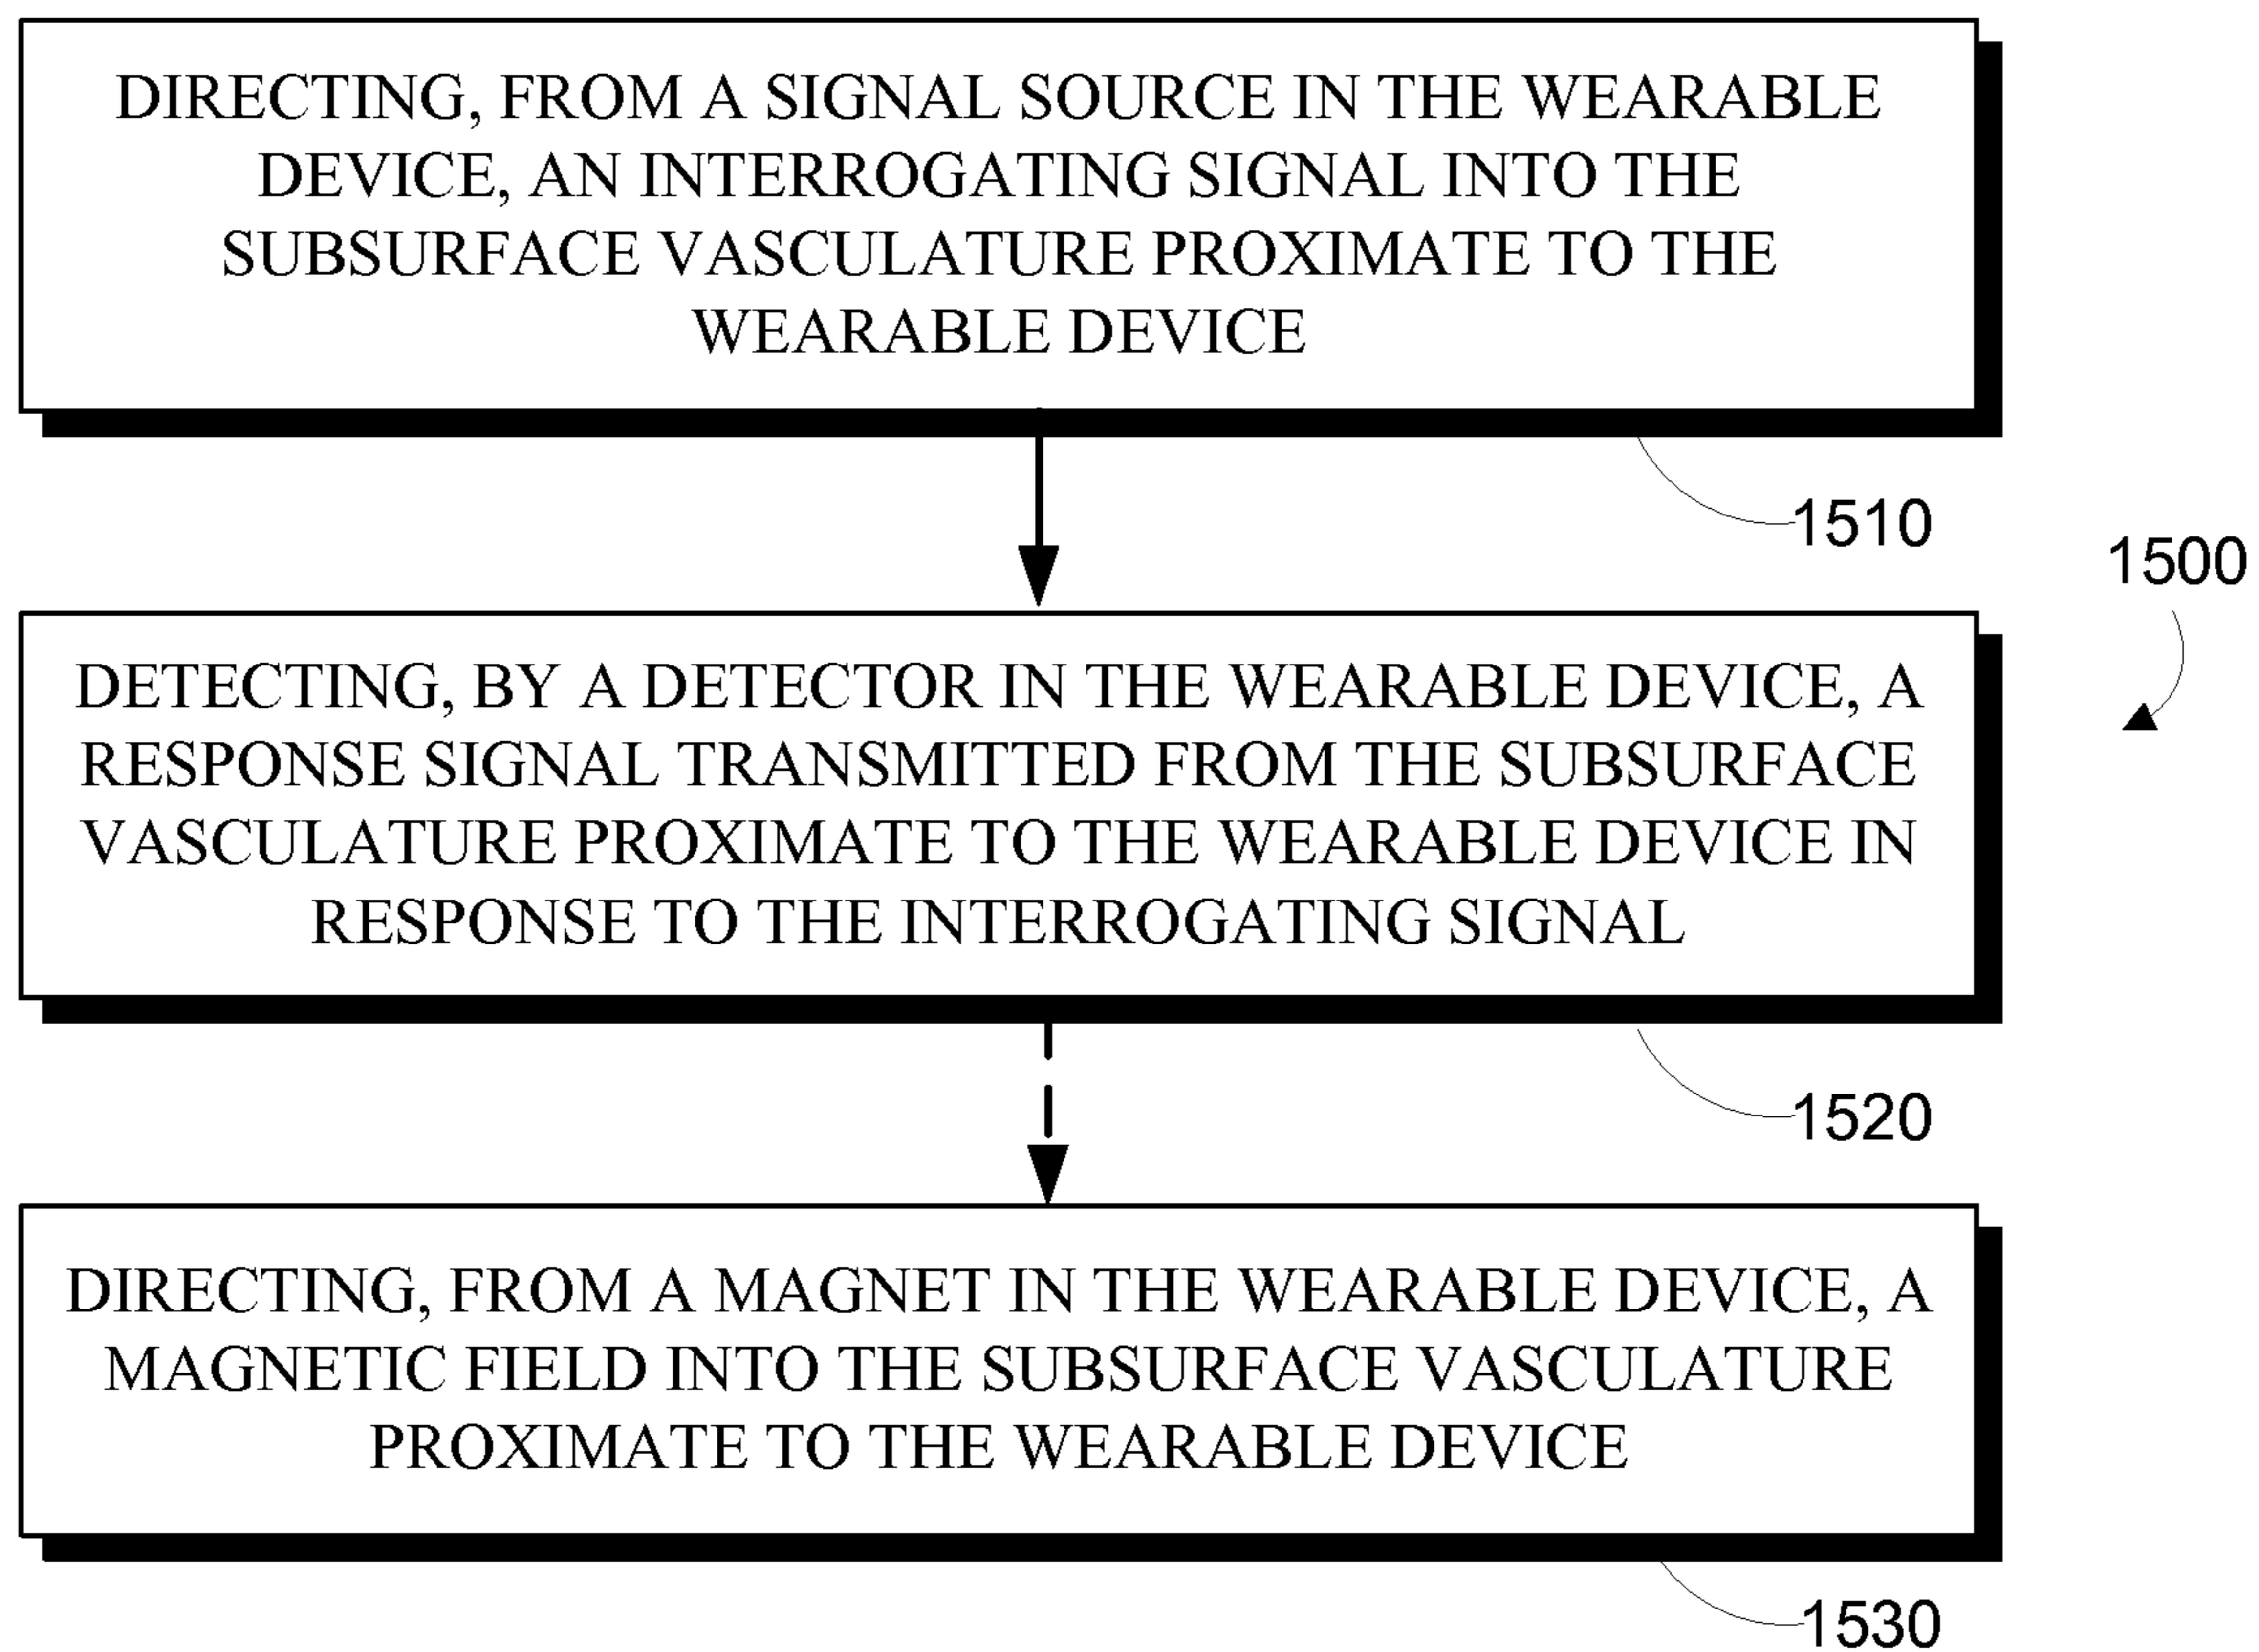 DIRECTING, FROM A SIGNAL SOURCE IN THE WEARABLE
DEVICE, AN INTERROGATING SIGNAL INTO THE
SUBSURFACE VASCULATURE PROXIMATE TO THE
WEARABLE DEVICE
1510
1500
DETECTING, BY A DETECTOR IN THE WEARABLE DEVICE, A
RESPONSE SIGNAL TRANSMITTED FROM THE SUBSURFACE
VASCULATURE PROXIMATE TO THE WEARABLE DEVICE IN
RESPONSE TO THE INTERROGATING SIGNAL
1520
DIRECTING, FROM A MAGNET IN THE WEARABLE DEVICE, A
MAGNETIC FIELD INTO THE SUBSURFACE VASCULATURE
PROXIMATE TO THE WEARABLE DEVICE
1530